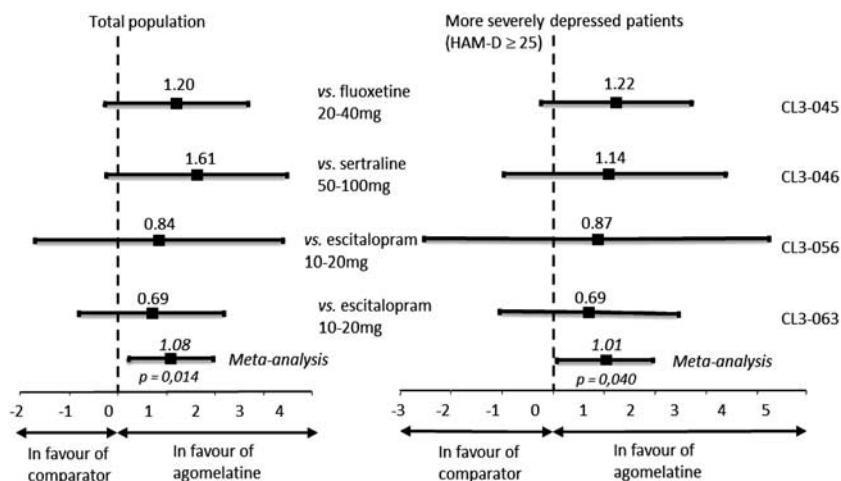 Total population
More severely depressed patients
(HAM-D ≥ 25)
1.20
vs. fluoxetine
20-40mg
1.22
CL3-045
1.61
vs. sertraline
50-100mg
1.14
CL3-046
0.84
vs. escitalopram
10-20mg
0.87
CL3-056
0.69
vs. escitalopram
10-20mg
0.69
CL3-063
1.08
Meta-analysis
p = 0,014
1.01
Meta-analysis
p = 0,040
-2 -1 0 1 2 3 4
-3 -2 -1 0 1 2 3 4 5
In favour of
comparator
In favour of
agomelatine
In favour of
comparator
In favour of
agomelatine